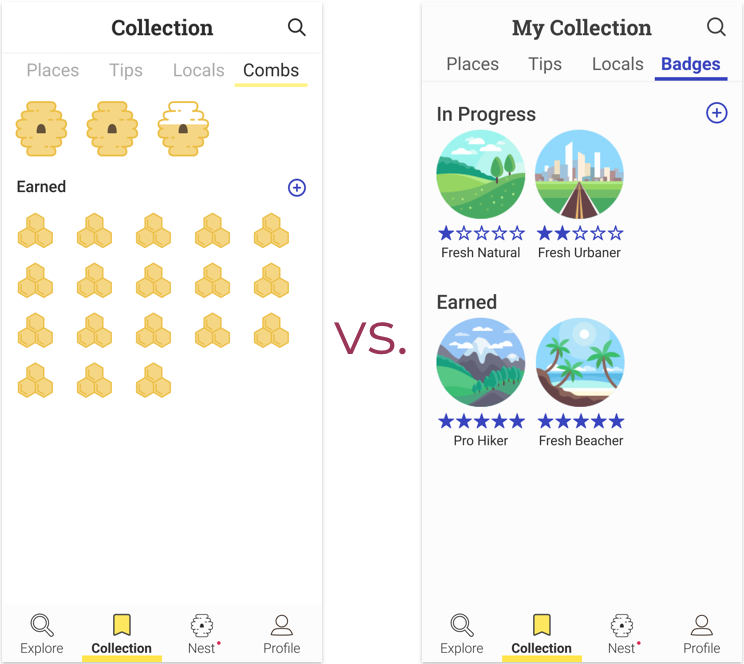 Collection
Places Tips Locals Combs
Earned
Explore Collection Nest Profile
VS.
My Collection
Places Tips Locals Badges
In Progress
Fresh Natural Fresh Urbaner
Earned
Pro Hiker Fresh Beacher
Explore Collection Nest Profile